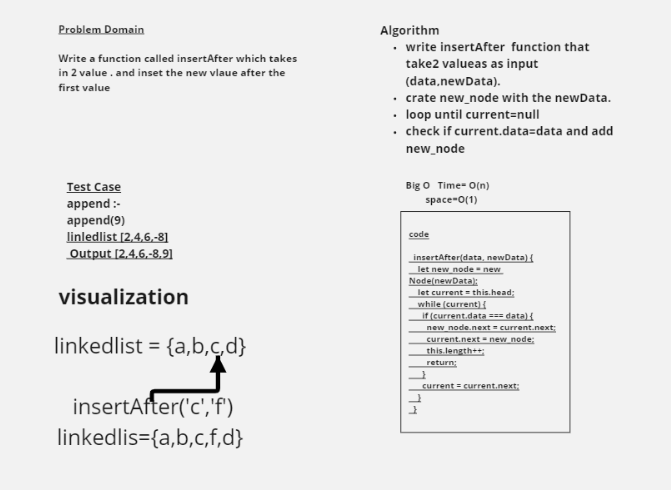 Problem Domain
Write a function called insertAfter which takes
in 2 value . and inset the new vlaue after the
first value
Test Case
append :-
append(9)
linledlist [2,4,6,-8]
Output [2,4,6,-8,9]
visualization
linkedlist = {a,b,c,d}
insertAfter('c','f')
linkedlis={a,b,c,f,d}
Algorithm
• write insertAfter function that
take2 valueas as input
(data,newData).
• crate new_node with the newData.
• loop until current=null
• check if current.data=data and add
new_node
Big O Time= O(n)
space=O(1)
code
insertAfter(data, newData) {
let new_node = new
Node(newData);
let current = this.head;
while (current) {
if (current.data === data) {
new_node.next = current.next;
current.next = new_node;
this.length++;
return;
}
current = current.next;
}
}